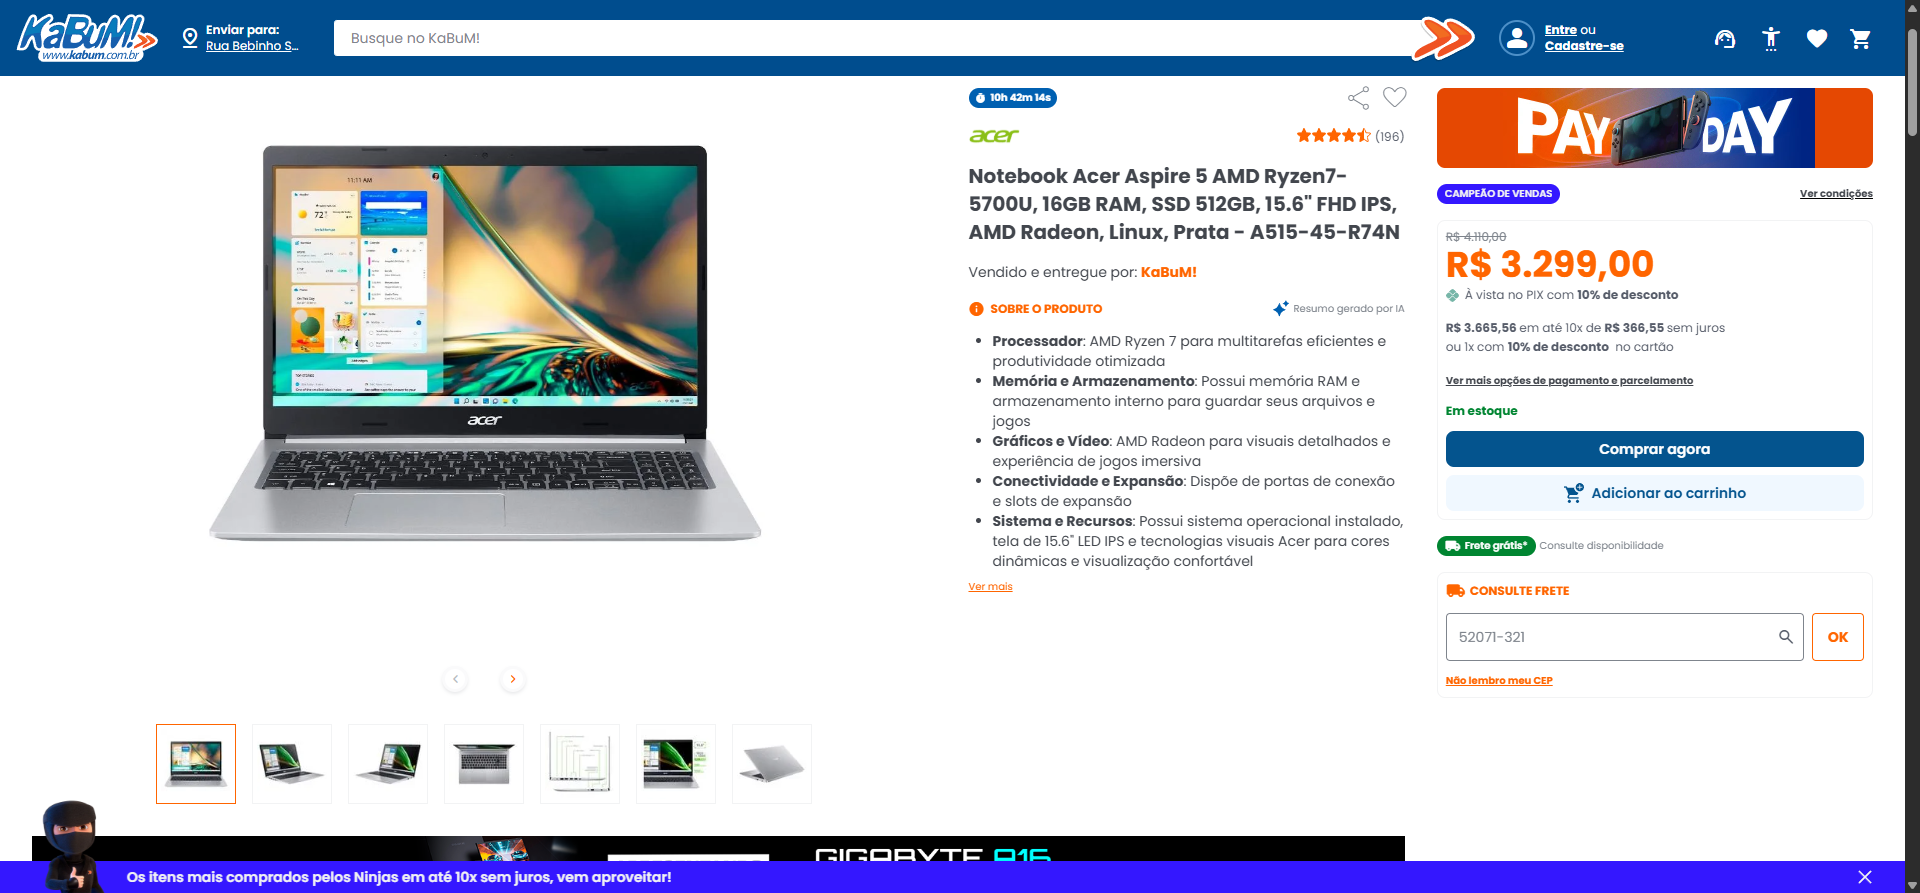 KaBuM!
www.kabum.com.br
Enviar para:
Rua Bebinho S...
Busque no KaBuM!
Entre ou
Cadastre-se
10h 42m 14s
acer
(196)
Notebook Acer Aspire 5 AMD Ryzen7-
5700U, 16GB RAM, SSD 512GB, 15.6" FHD IPS,
AMD Radeon, Linux, Prata - A515-45-R74N
Vendido e entregue por: KaBuM!
SOBRE O PRODUTO
Resumo gerado por IA
• Processador: AMD Ryzen 7 para multitarefas eficientes e
produtividade otimizada
• Memória e Armazenamento: Possui memória RAM e
armazenamento interno para guardar seus arquivos e
jogos
• Gráficos e Vídeo: AMD Radeon para visuais detalhados e
experiência de jogos imersiva
• Conectividade e Expansão: Dispõe de portas de conexão
e slots de expansão
• Sistema e Recursos: Possui sistema operacional instalado,
tela de 15.6" LED IPS e tecnologias visuais Acer para cores
dinâmicas e visualização confortável
Ver mais
PAY DAY
CAMPEÃO DE VENDAS
Ver condições
R$ 4.110,00
R$ 3.299,00
À vista no PIX com 10% de desconto
R$ 3.665,56 em até 10x de R$ 366,55 sem juros
ou 1x com 10% de desconto no cartão
Ver mais opções de pagamento e parcelamento
Em estoque
Comprar agora
Adicionar ao carrinho
Frete grátis* Consulte disponibilidade
CONSULTE FRETE
52071-321
OK
Não lembro meu CEP
11:11 AM
72°
acer
GIGABYTE A16
Os itens mais comprados pelos Ninjas em até 10x sem juros, vem aproveitar!